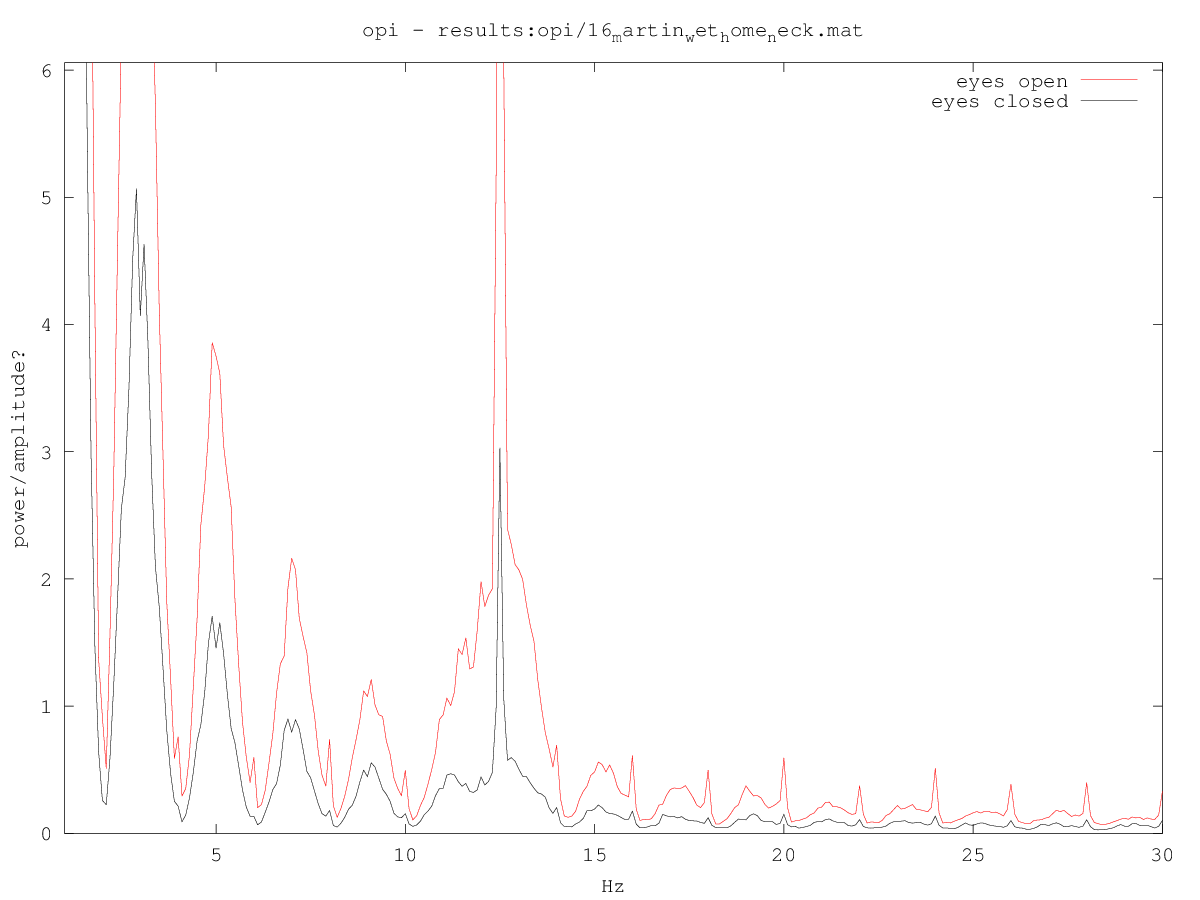 opi - results:opi/16martinwethomeneck.mat
eyes open
eyes closed
power/amplitude?
6
5
4
3
2
1
0
5 10 15 20 25 30
Hz